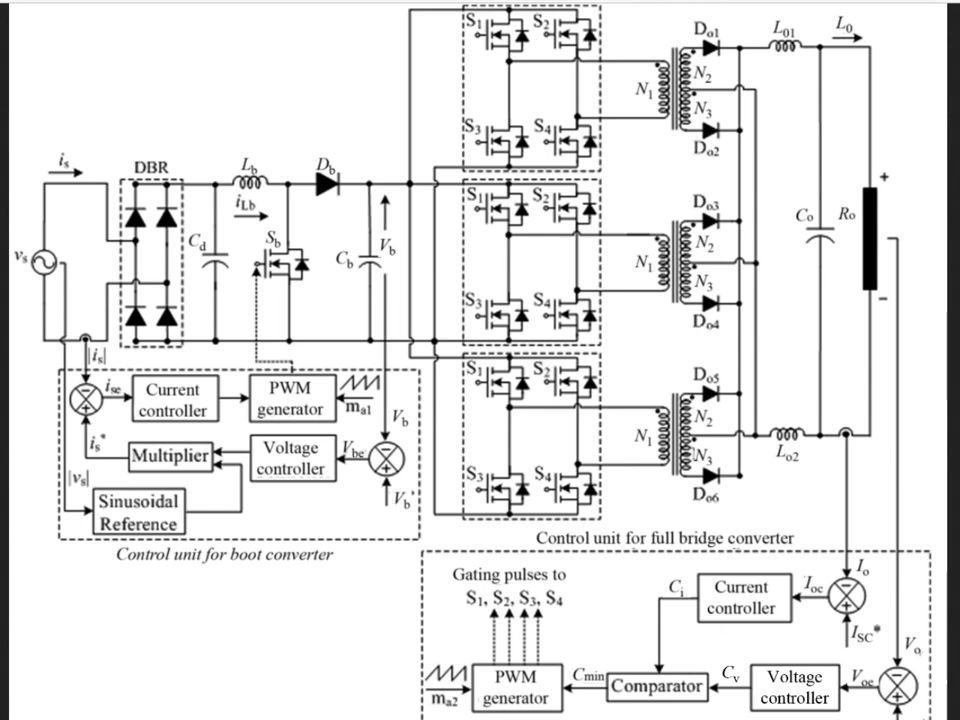 S1 S2
Do1
Lo1
L0
N1
N2
N3
S3 S4
Do2
is
DBR
Lb
Db
iLb
S1 S2
Do3
vs
Cd
Sb
Cb
Vb
N1
N2
N3
Co
Ro
+
−
S3 S4
Do4
|is|
ise
Current
controller
PWM
generator
ma1
Vb
S1 S2
Do5
N1
N2
N3
is*
Multiplier
Voltage
controller
Vbe
Lo2
|vs|
Sinusoidal
Reference
Vb*
S3 S4
Do6
Control unit for boot converter
Control unit for full bridge converter
Gating pulses to
S1, S2, S3, S4
Ci
Current
controller
Ioc
Io
ISC*
Vo
ma2
PWM
generator
Cmin
Comparator
Cv
Voltage
controller
Voe